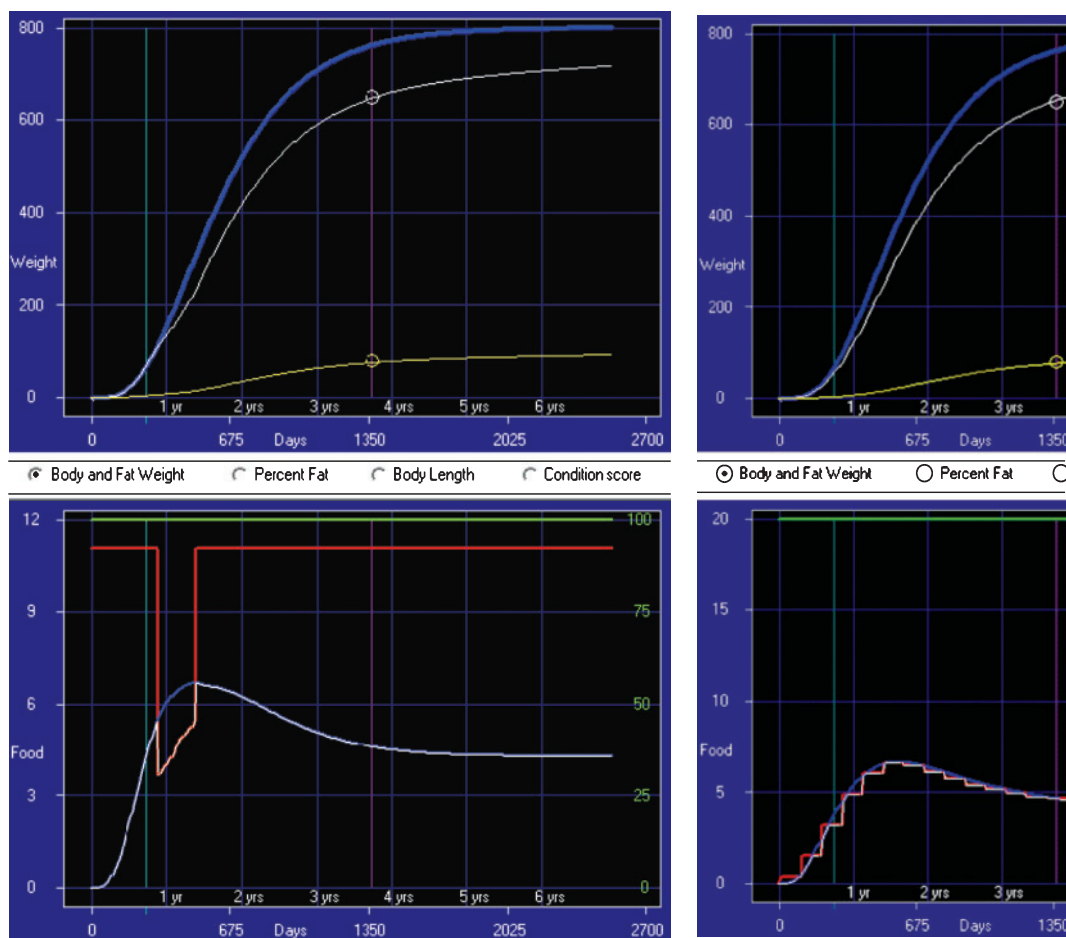 800
600
400
Weight
200
0
1 yr 2 yrs 3 yrs 4 yrs 5 yrs 6 yrs
0 675 Days 1350 2025 2700
Body and Fat Weight Percent Fat Body Length Condition score
12 100
9 75
6 50
Food
3 25
0 0
1 yr 2 yrs 3 yrs 4 yrs 5 yrs 6 yrs
0 675 Days 1350 2025 2700
800
600
400
Weight
200
0
1 yr 2 yrs 3 yrs
0 675 Days 1350
Body and Fat Weight Percent Fat
20
15
10
Food
5
0
1 yr 2 yrs 3 yrs
0 675 Days 1350